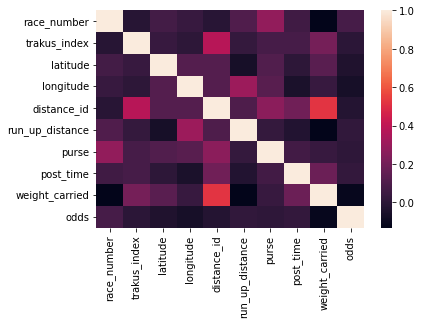 race_number
trakus_index
latitude
longitude
distance_id
run_up_distance
purse
post_time
weight_carried
odds
race_number
trakus_index
latitude
longitude
distance_id
run_up_distance
purse
post_time
weight_carried
odds
1.0
0.8
0.6
0.4
0.2
0.0